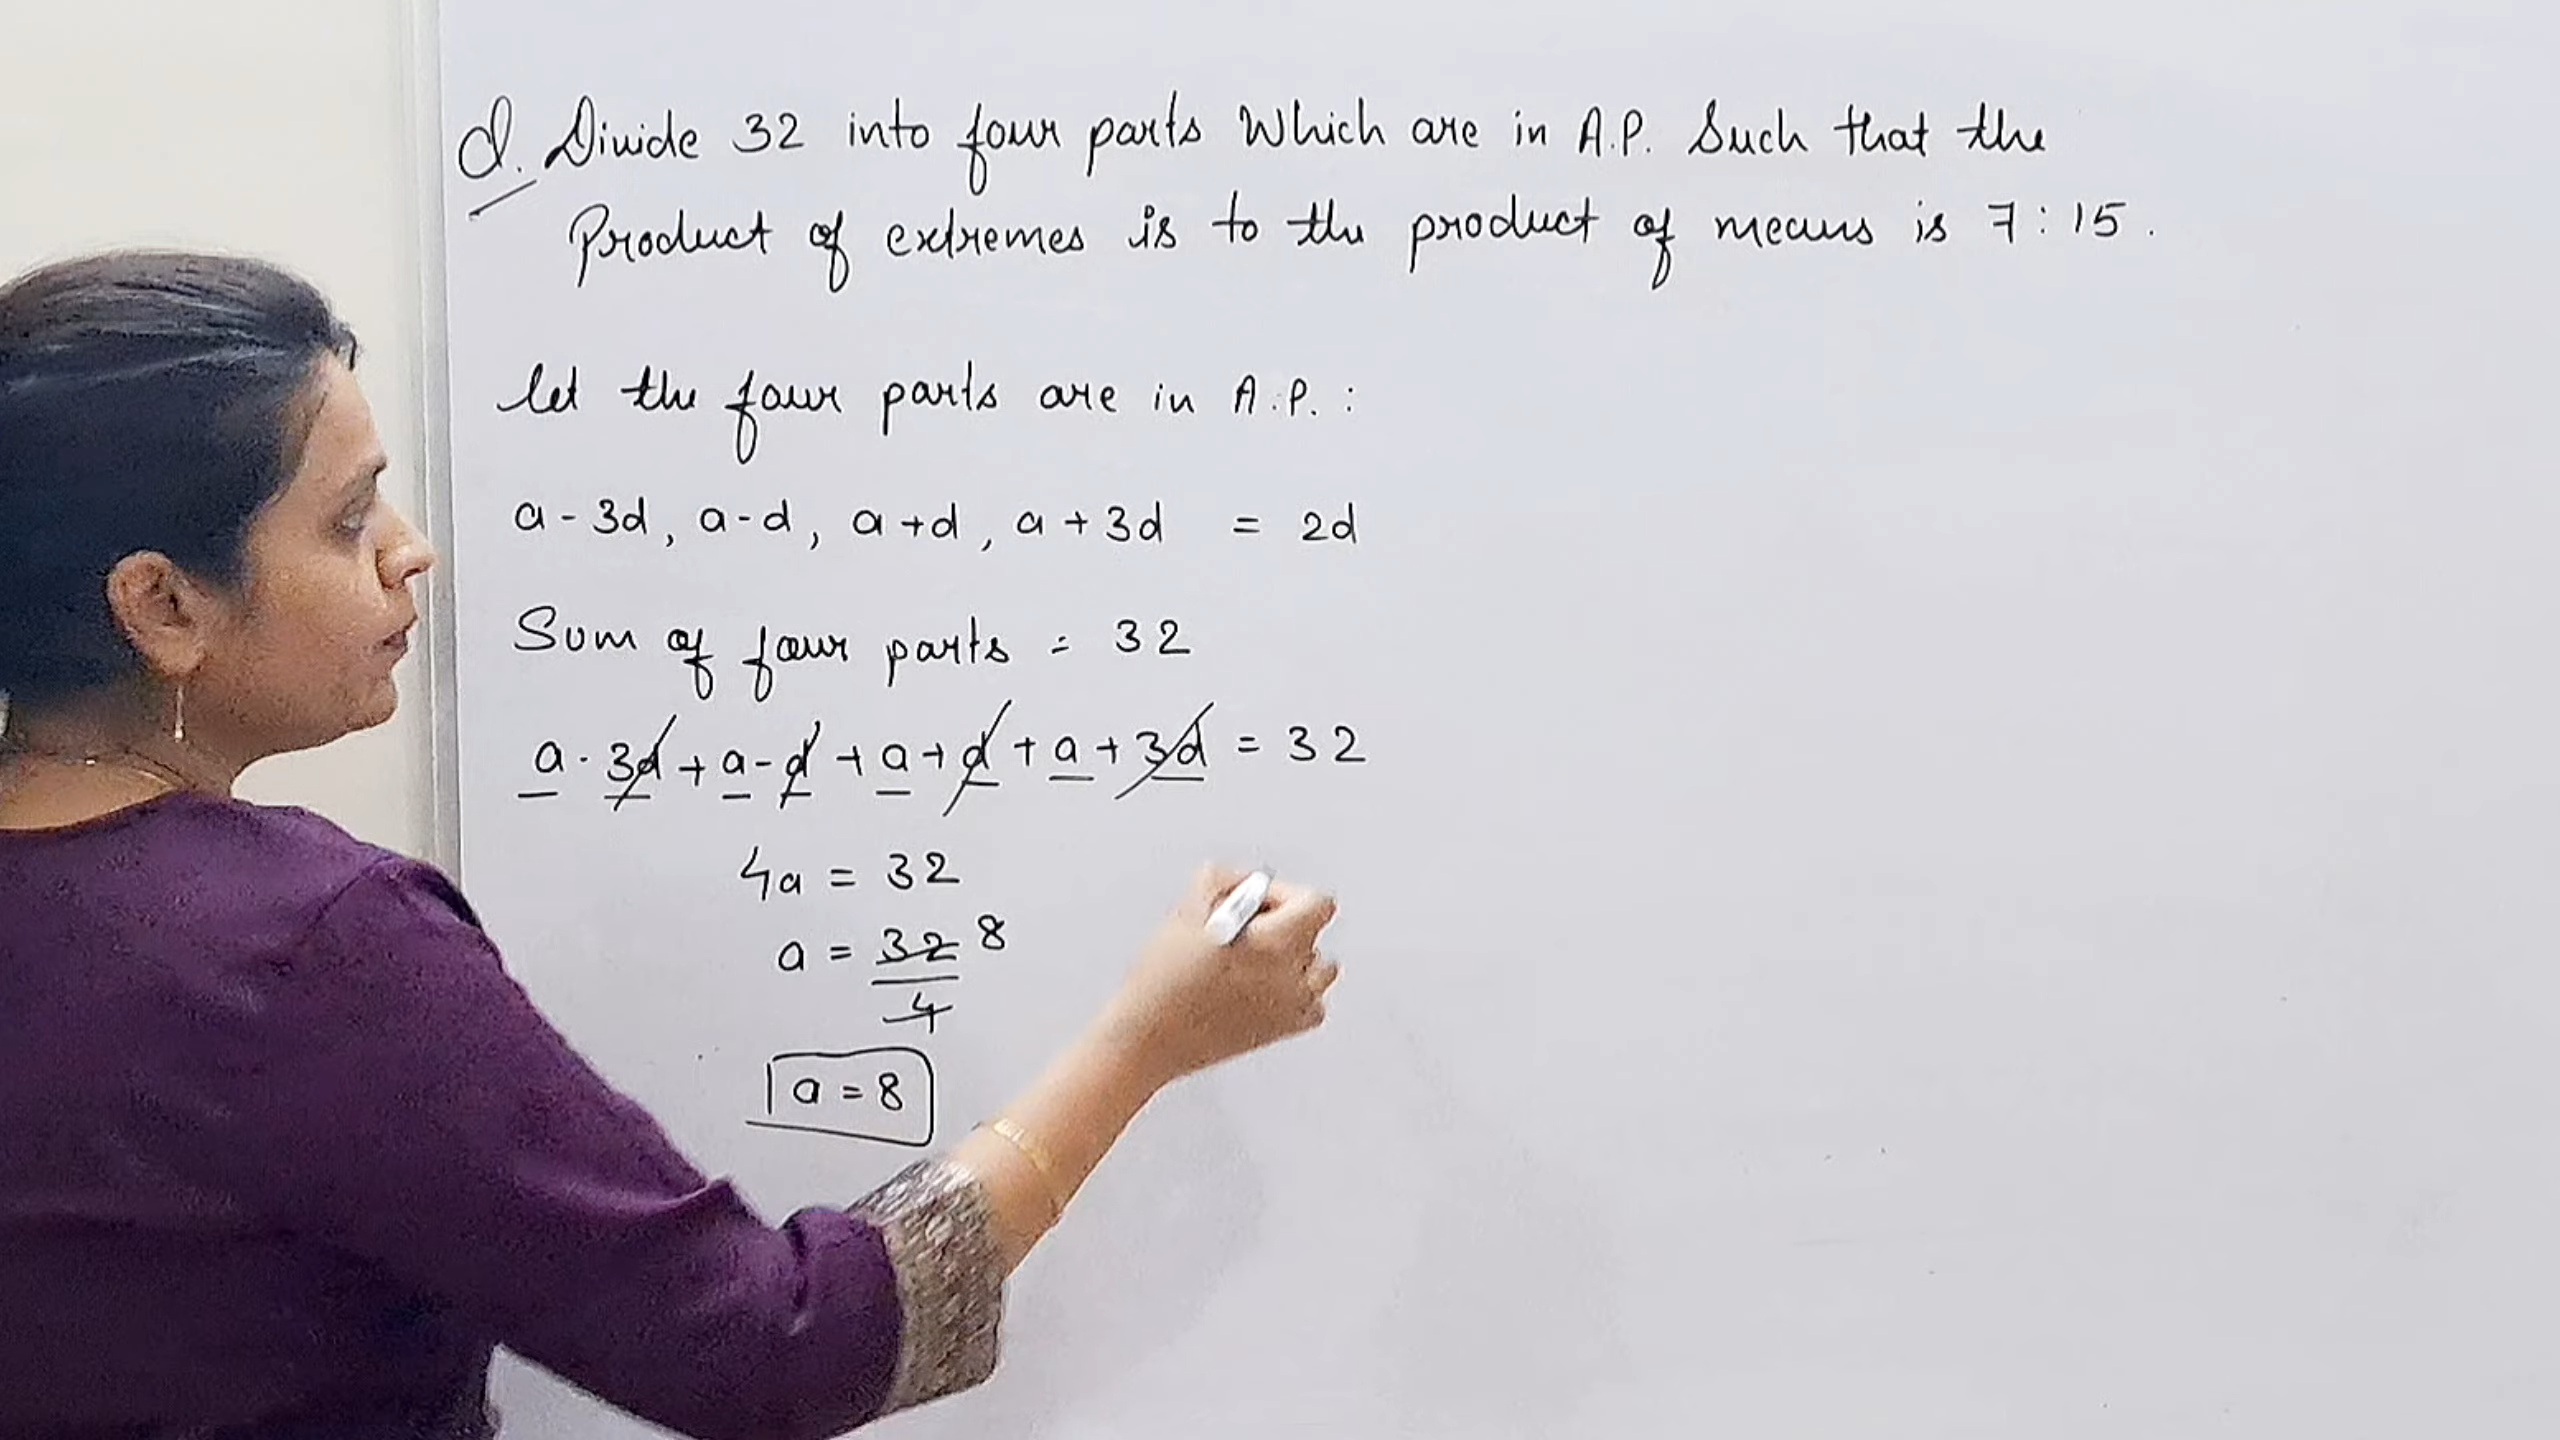 Q. Divide 32 into four parts which are in A.P. Such that the
Product of extremes is to the product of means is 7 : 15 .
let the four parts are in A.P. :
a - 3d , a - d , a + d , a + 3d = 2d
Sum of four parts = 32
a - 3d + a - d + a + d + a + 3d = 32
4a = 32
a = 32 8
4
a = 8